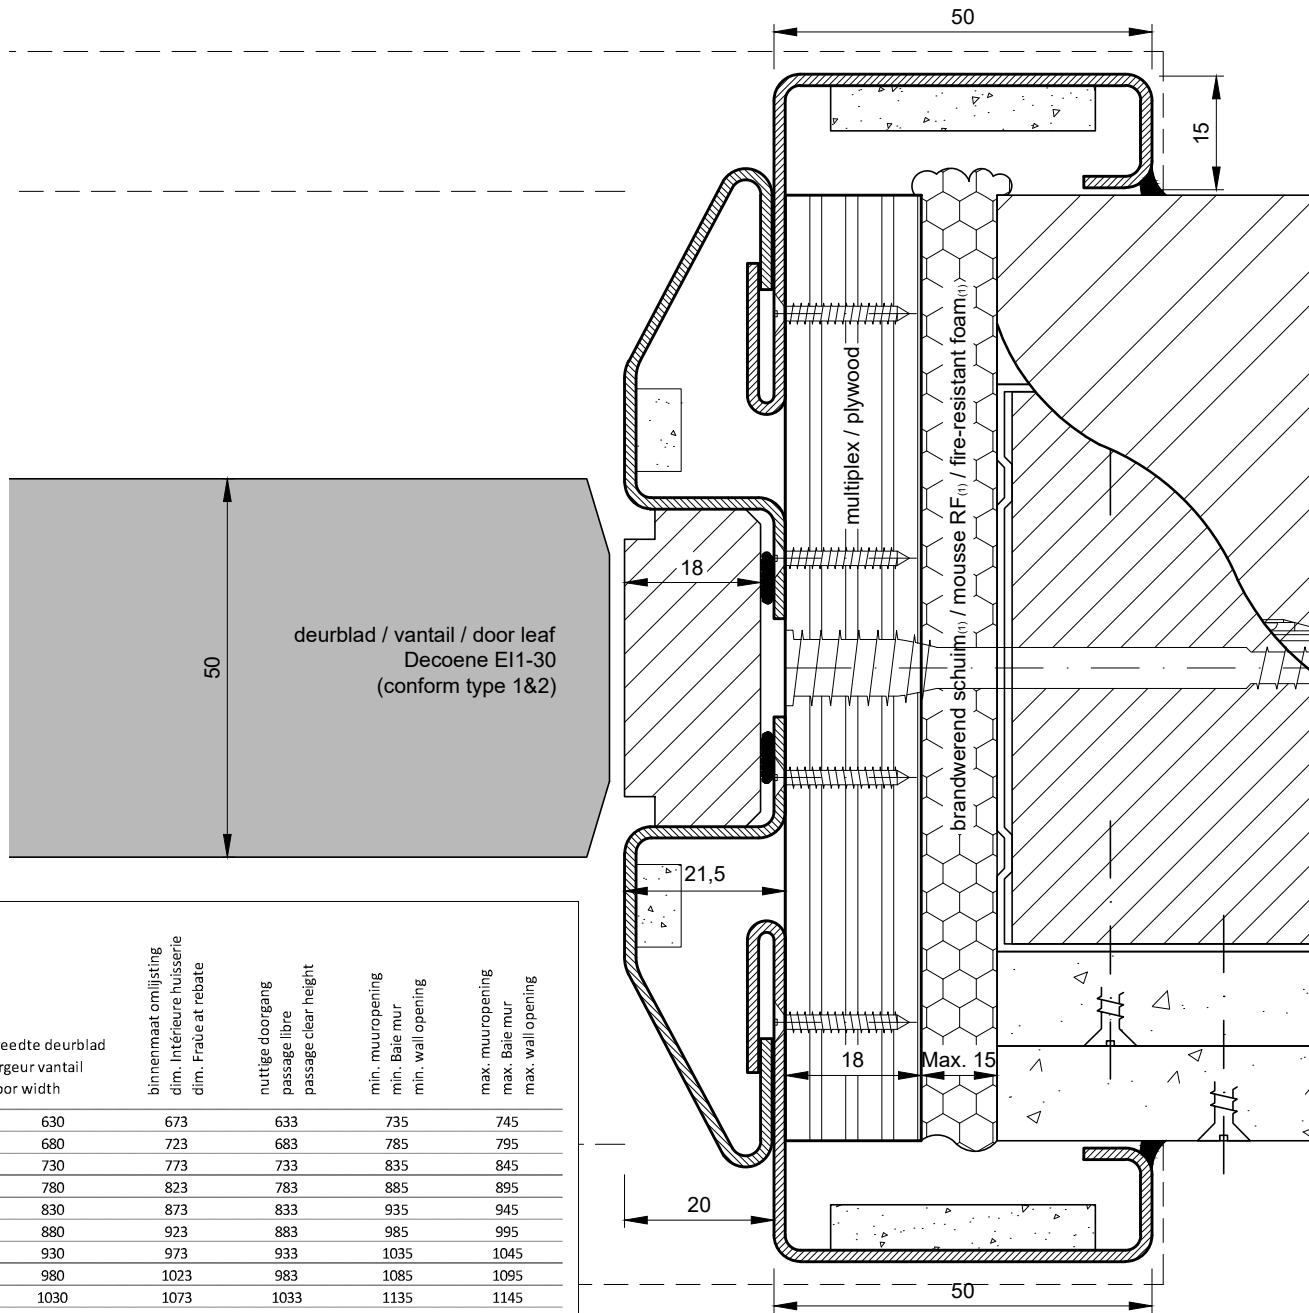 50
15
multiplex / plywood
brandwerend schuim(1) / mousse RF(1) / fire-resistant foam(1)
18
deurblad / vantail / door leaf
Decoene EI1-30
(conform type 1&2)
50
21,5
18
Max. 15
20
50
eedte deurblad
rgeur vantail
oor width
binnenmaat omlijsting
dim. Intérieure huisserie
dim. Fraùe at rebate
nuttige doorgang
passage libre
passage clear height
min. muuropening
min. Baie mur
min. wall opening
max. muuropening
max. Baie mur
max. wall opening
630 673 633 735 745
680 723 683 785 795
730 773 733 835 845
780 823 783 885 895
830 873 833 935 945
880 923 883 985 995
930 973 933 1035 1045
980 1023 983 1085 1095
1030 1073 1033 1135 1145